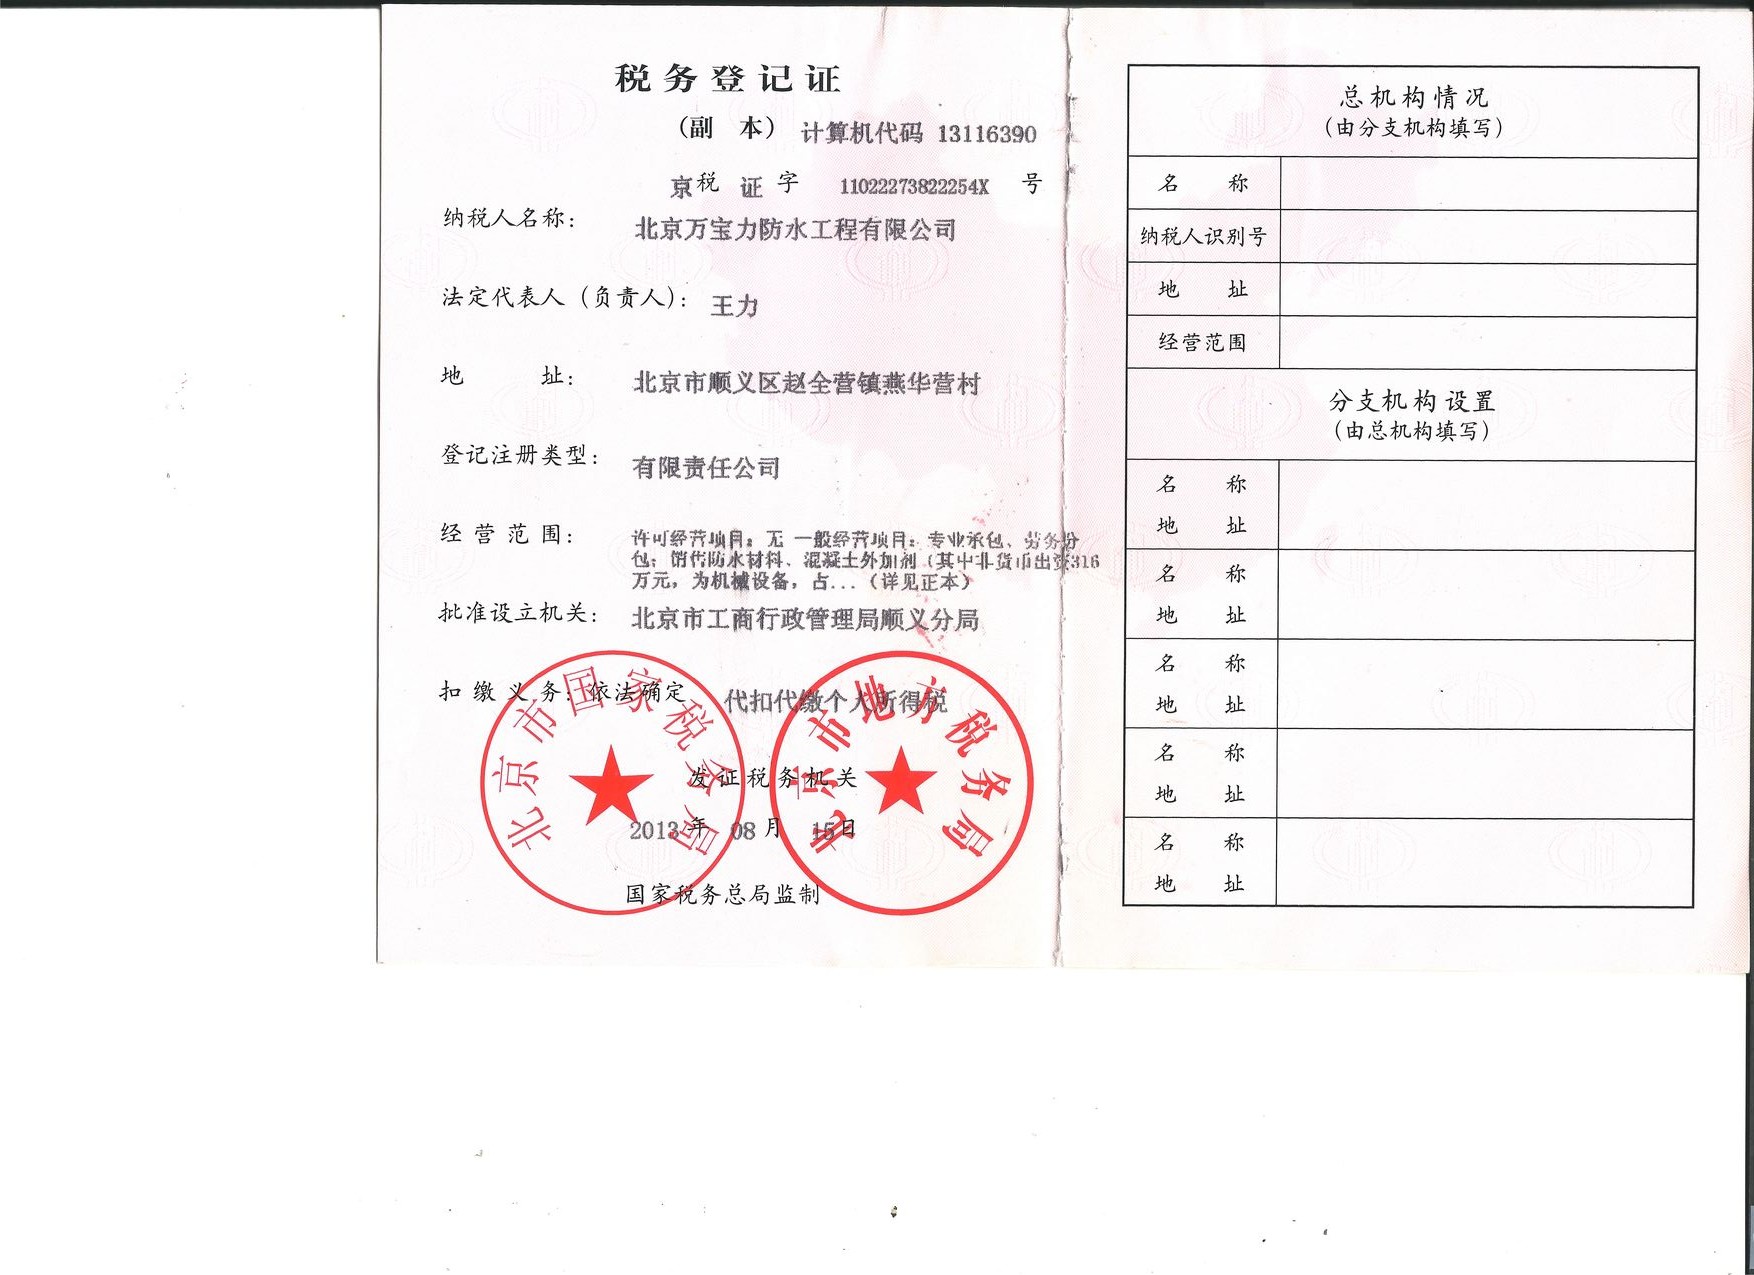 税务登记证
(副 本) 计算机代码 13116390
京税 证 字 11022273822254X 号
纳税人名称: 北京万宝力防水工程有限公司
法定代表人(负责人): 王力
地 址: 北京市顺义区赵全营镇燕华营村
登记注册类型: 有限责任公司
经营范围: 许可经营项目:无 一般经营项目:专业承包、劳务分
包;销售防水材料、混凝土外加剂(其中非货币出资316
万元,为机械设备,占...(详见正本)
批准设立机关: 北京市工商行政管理局顺义分局
扣缴义务:依法确定 代扣代缴个人所得税
发证税务机关
2013年 08月 15日
国家税务总局监制
北京市国家税务局
北京市地方税务局
总机构情况
(由分支机构填写)
名 称
纳税人识别号
地 址
经营范围
分支机构设置
(由总机构填写)
名 称
地 址
名 称
地 址
名 称
地 址
名 称
地 址
名 称
地 址